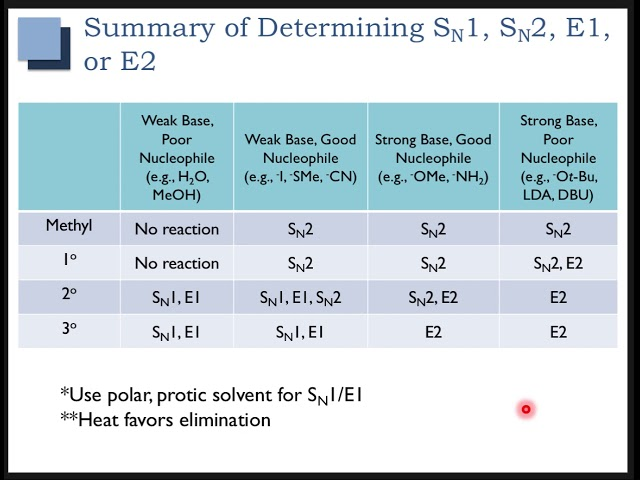 Summary of Determining SN1, SN2, E1,
or E2
Weak Base,
Poor
Nucleophile
(e.g., H2O,
MeOH)
Weak Base, Good
Nucleophile
(e.g., -I, -SMe, -CN)
Strong Base, Good
Nucleophile
(e.g., -OMe, -NH2)
Strong Base,
Poor
Nucleophile
(e.g., -Ot-Bu,
LDA, DBU)
Methyl No reaction SN2 SN2 SN2
1o No reaction SN2 SN2 SN2, E2
2o SN1, E1 SN1, E1, SN2 SN2, E2 E2
3o SN1, E1 SN1, E1 E2 E2
*Use polar, protic solvent for SN1/E1
**Heat favors elimination